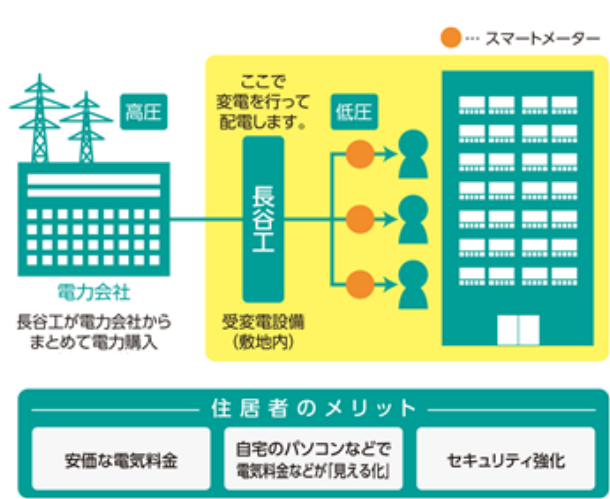 … スマートメーター
高圧
ここで
変電を行って
配電します。
低圧
長谷工
電力会社
長谷工が電力会社から
まとめて電力購入
受変電設備
(敷地内)
住居者のメリット
安価な電気料金
自宅のパソコンなどで
電気料金などが「見える化」
セキュリティ強化